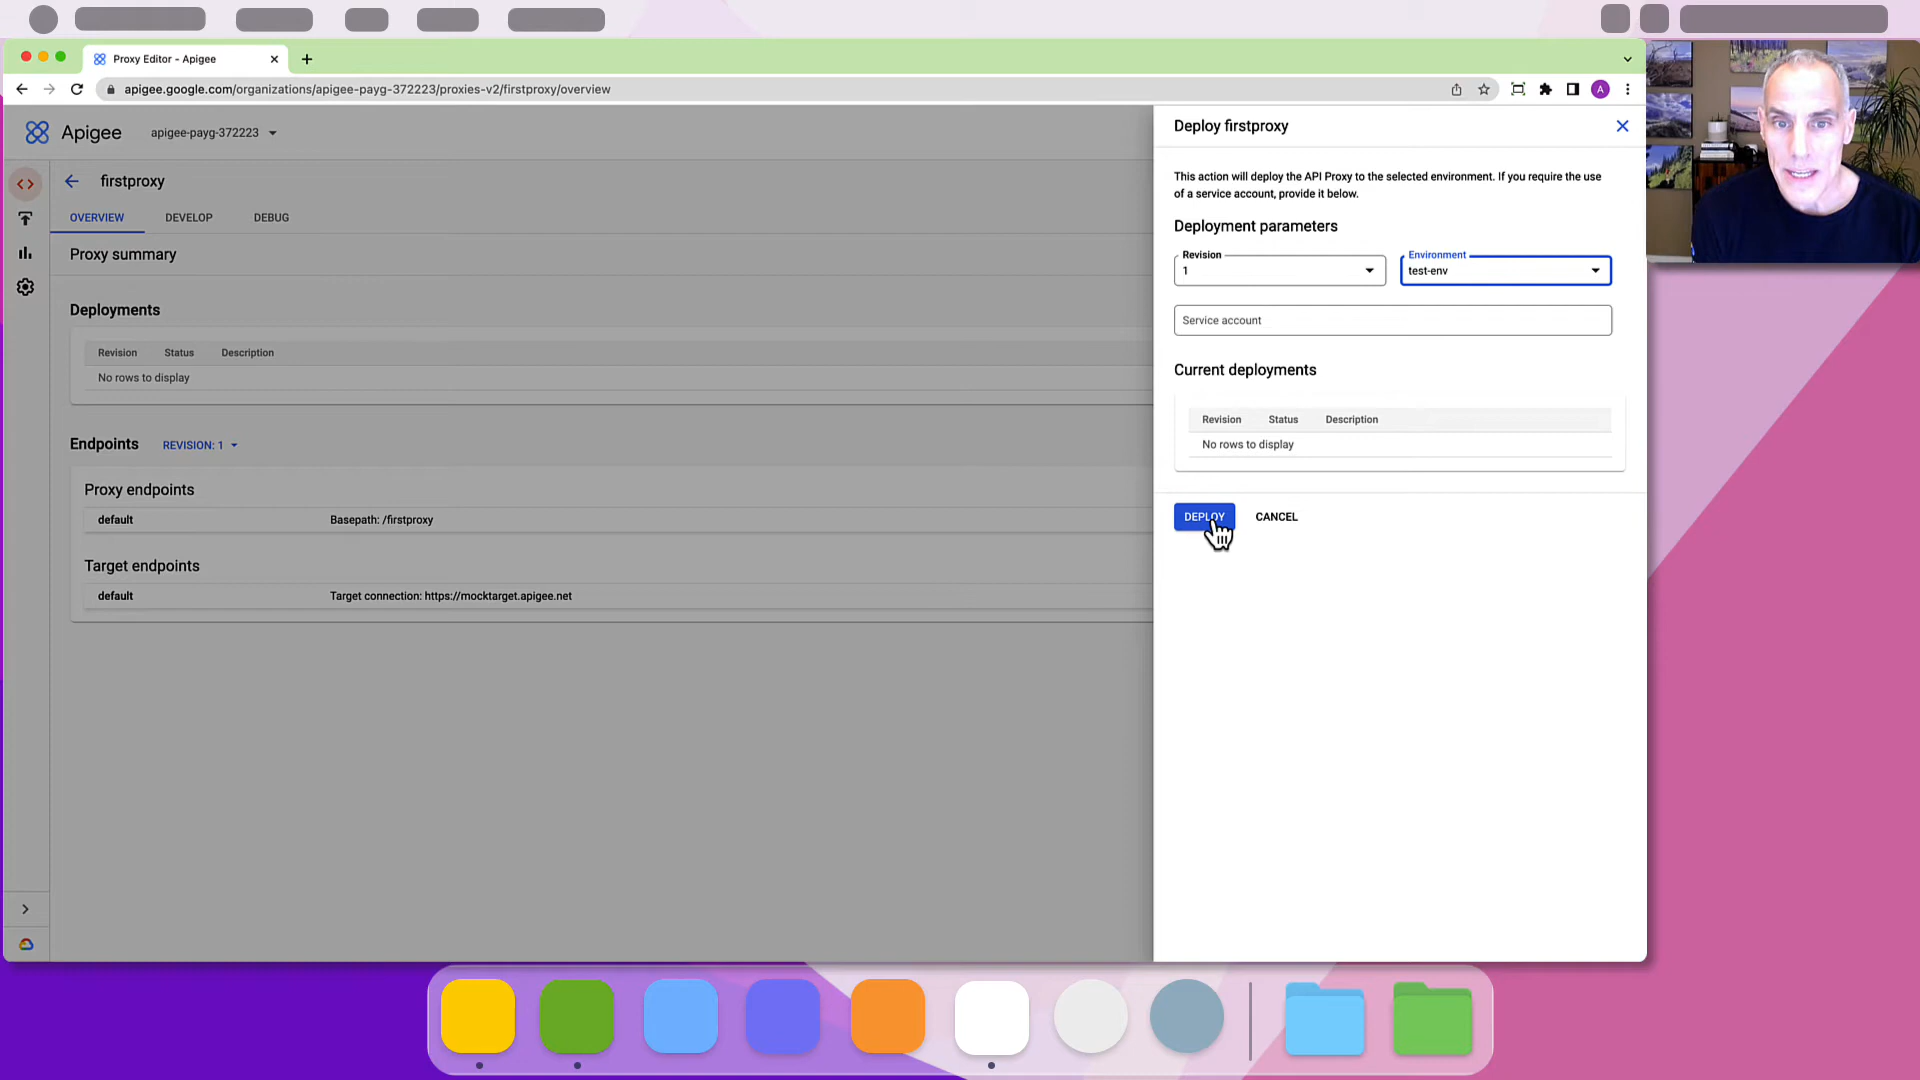 Proxy Editor - Apigee
apigee.google.com/organizations/apigee-payg-372223/proxies-v2/firstproxy/overview
A
Apigee
apigee-payg-372223
firstproxy
OVERVIEW DEVELOP DEBUG
Proxy summary
Deployments
Revision Status Description
No rows to display
Endpoints REVISION: 1
Proxy endpoints
default Basepath: /firstproxy
Target endpoints
default Target connection: https://mocktarget.apigee.net
Deploy firstproxy
This action will deploy the API Proxy to the selected environment. If you require the use
of a service account, provide it below.
Deployment parameters
Revision Environment
1 test-env
Service account
Current deployments
Revision Status Description
No rows to display
DEPLOY CANCEL